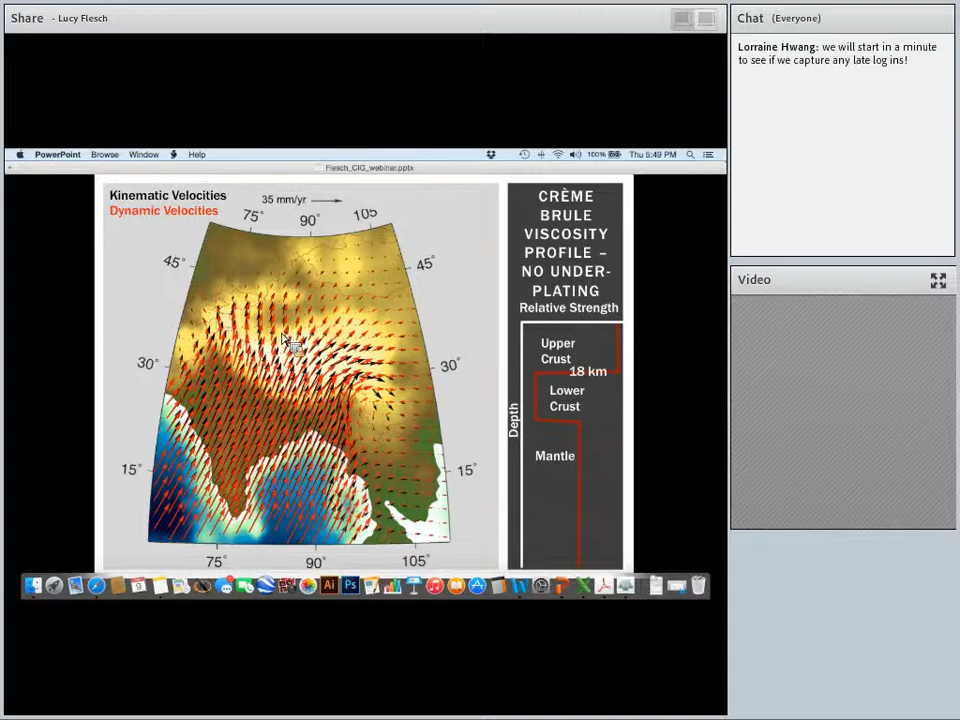 Share - Lucy Flesch
Chat (Everyone)
Lorraine Hwang: we will start in a minute
to see if we capture any late log ins!
Video
PowerPoint Browse Window Help
100%
Thu 5:49 PM
Flesch_CIG_webinar.pptx
Kinematic Velocities
Dynamic Velocities
35 mm/yr
75° 90° 105
45° 45°
30° 30°
15° 15°
75° 90° 105°
CRÈME
BRULE
VISCOSITY
PROFILE –
NO UNDER-
PLATING
Relative Strength
Upper
Crust
18 km
Lower
Crust
Depth
Mantle
9
Ai Ps